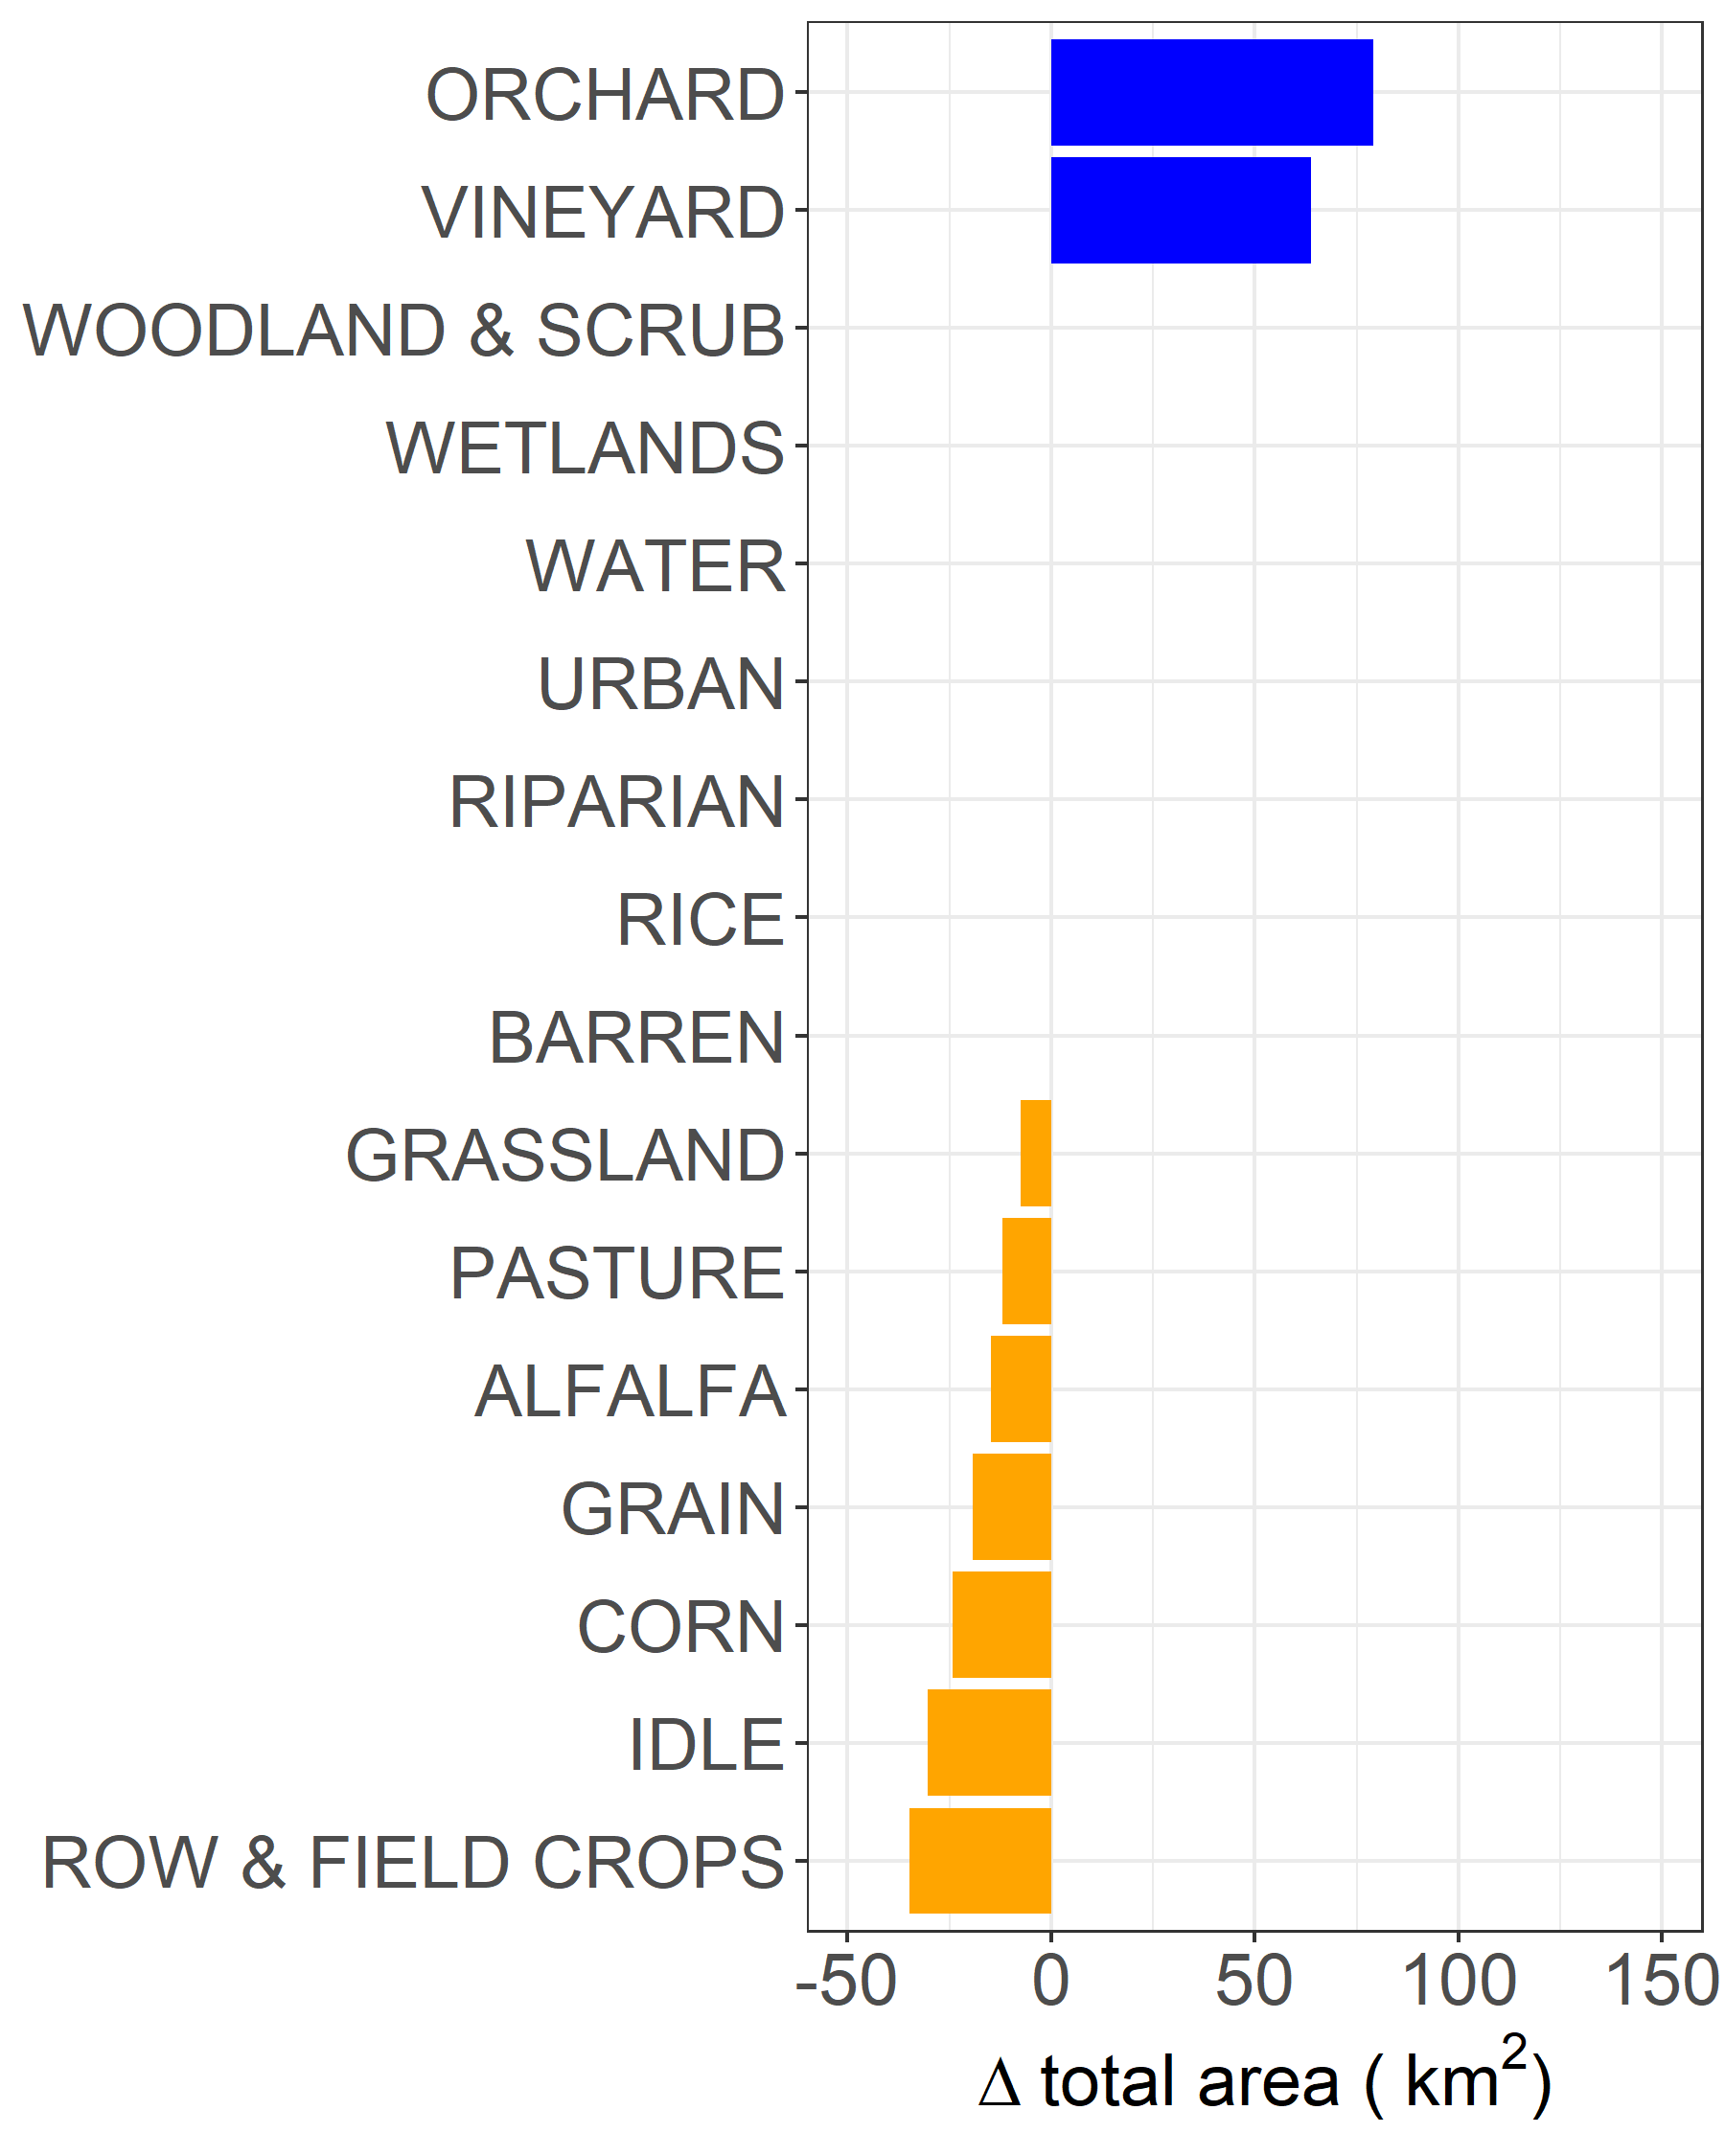 ORCHARD
VINEYARD
WOODLAND & SCRUB
WETLANDS
WATER
URBAN
RIPARIAN
RICE
BARREN
GRASSLAND
PASTURE
ALFALFA
GRAIN
CORN
IDLE
ROW & FIELD CROPS
-50 0 50 100 150
Δ total area ( km²)